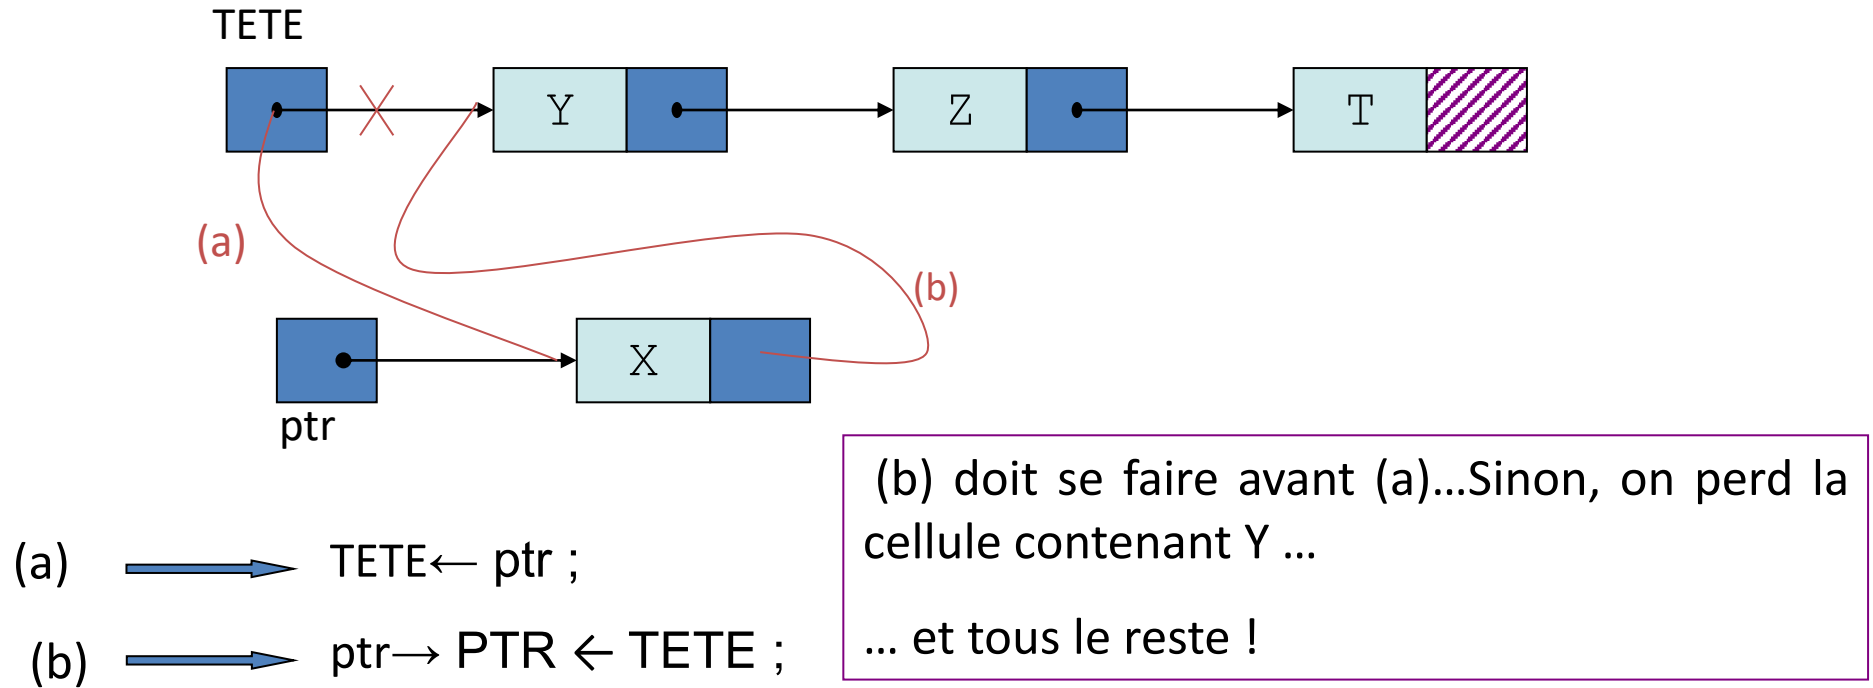 TETE
Y
Z
T
(a)
(b)
X
ptr
(b) doit se faire avant (a)...Sinon, on perd la
cellule contenant Y ...
... et tous le reste !
(a) TETE← ptr ;
(b) ptr→ PTR ← TETE ;